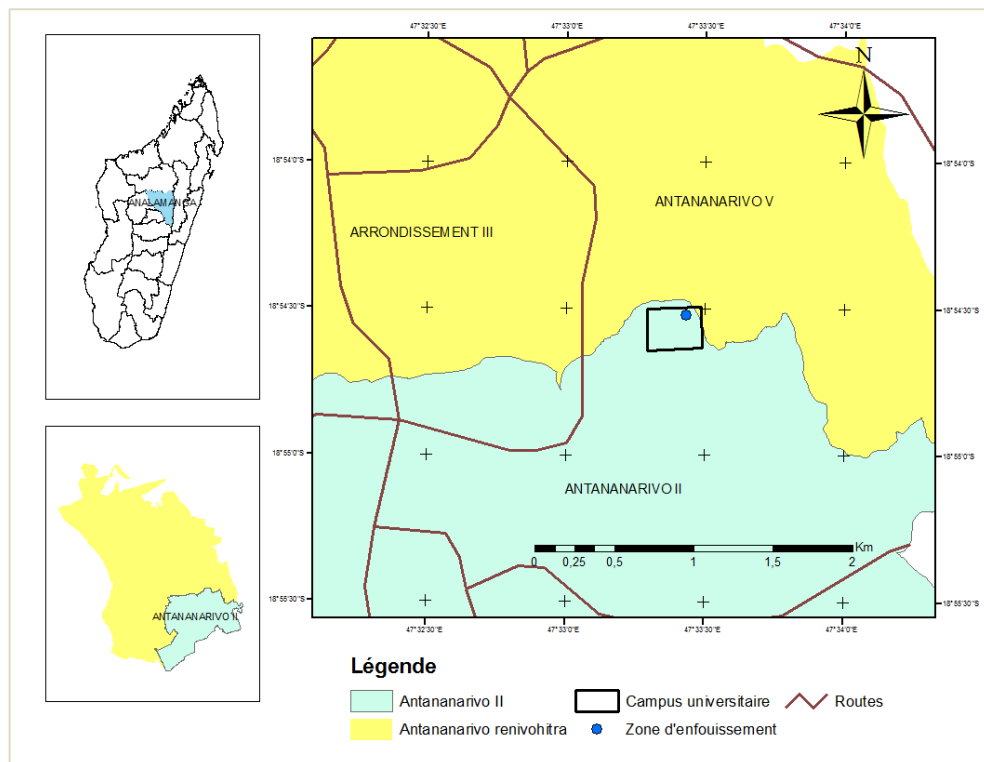 47°32'30"E 47°33'0"E 47°33'30"E 47°34'0"E
N
ANALAMANGA
18°54'0"S 18°54'0"S
ANTANANARIVO V
ARRONDISSEMENT III
18°54'30"S 18°54'30"S
18°55'0"S 18°55'0"S
ANTANANARIVO II
Km
0 0,25 0,5 1 1,5 2
18°55'30"S 18°55'30"S
ANTANANARIVO II
47°32'30"E 47°33'0"E 47°33'30"E 47°34'0"E
Légende
Antananarivo II Campus universitaire Routes
Antananarivo renivohitra Zone d'enfouissement